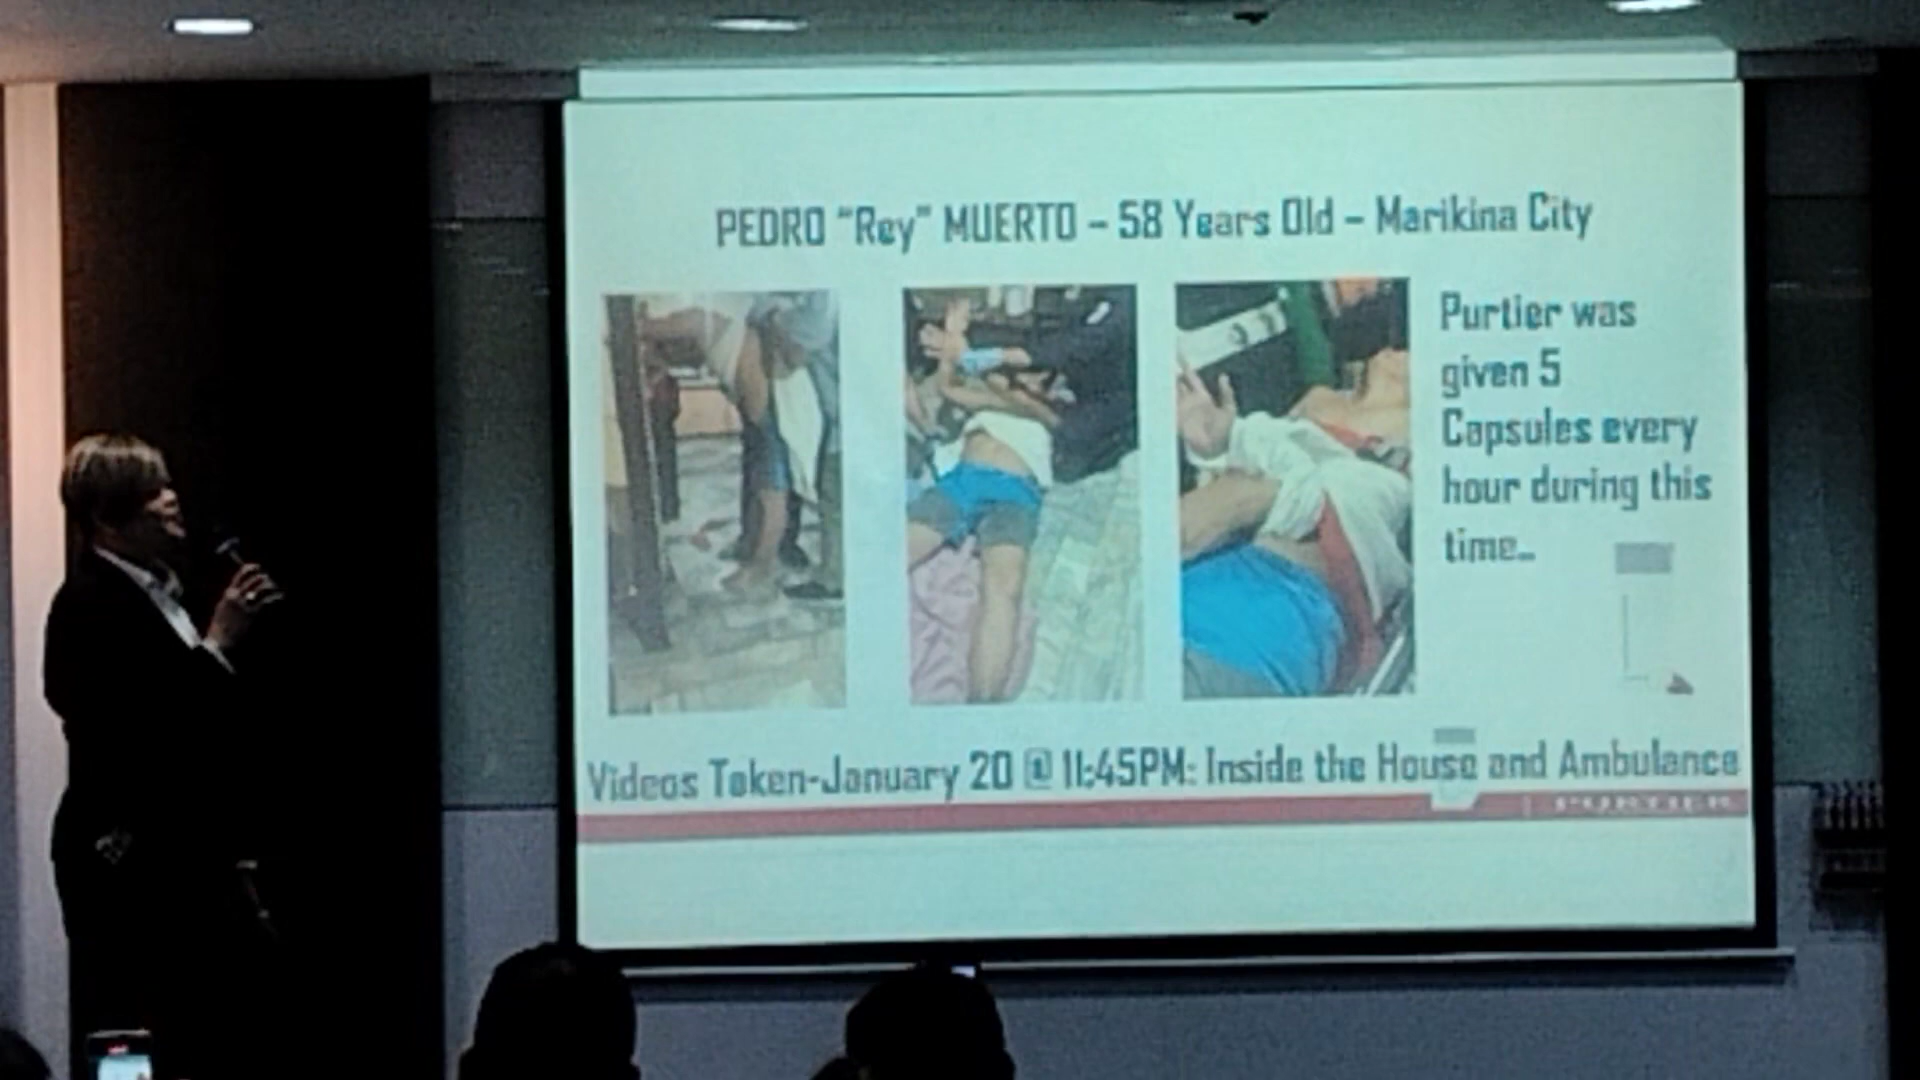 PEDRO "Rey" MUERTO – 58 Years Old – Marikina City
Purtier was
given 5
Capsules every
hour during this
time..
Videos Taken-January 20 @ 11:45PM: Inside the House and Ambulance
PURTIER